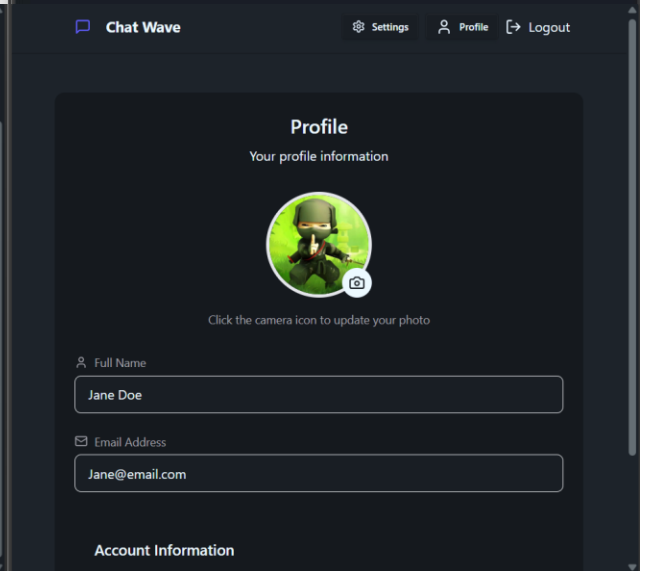 Chat Wave
Settings
Profile
Logout
Profile
Your profile information
Click the camera icon to update your photo
Full Name
Jane Doe
Email Address
Jane@email.com
Account Information